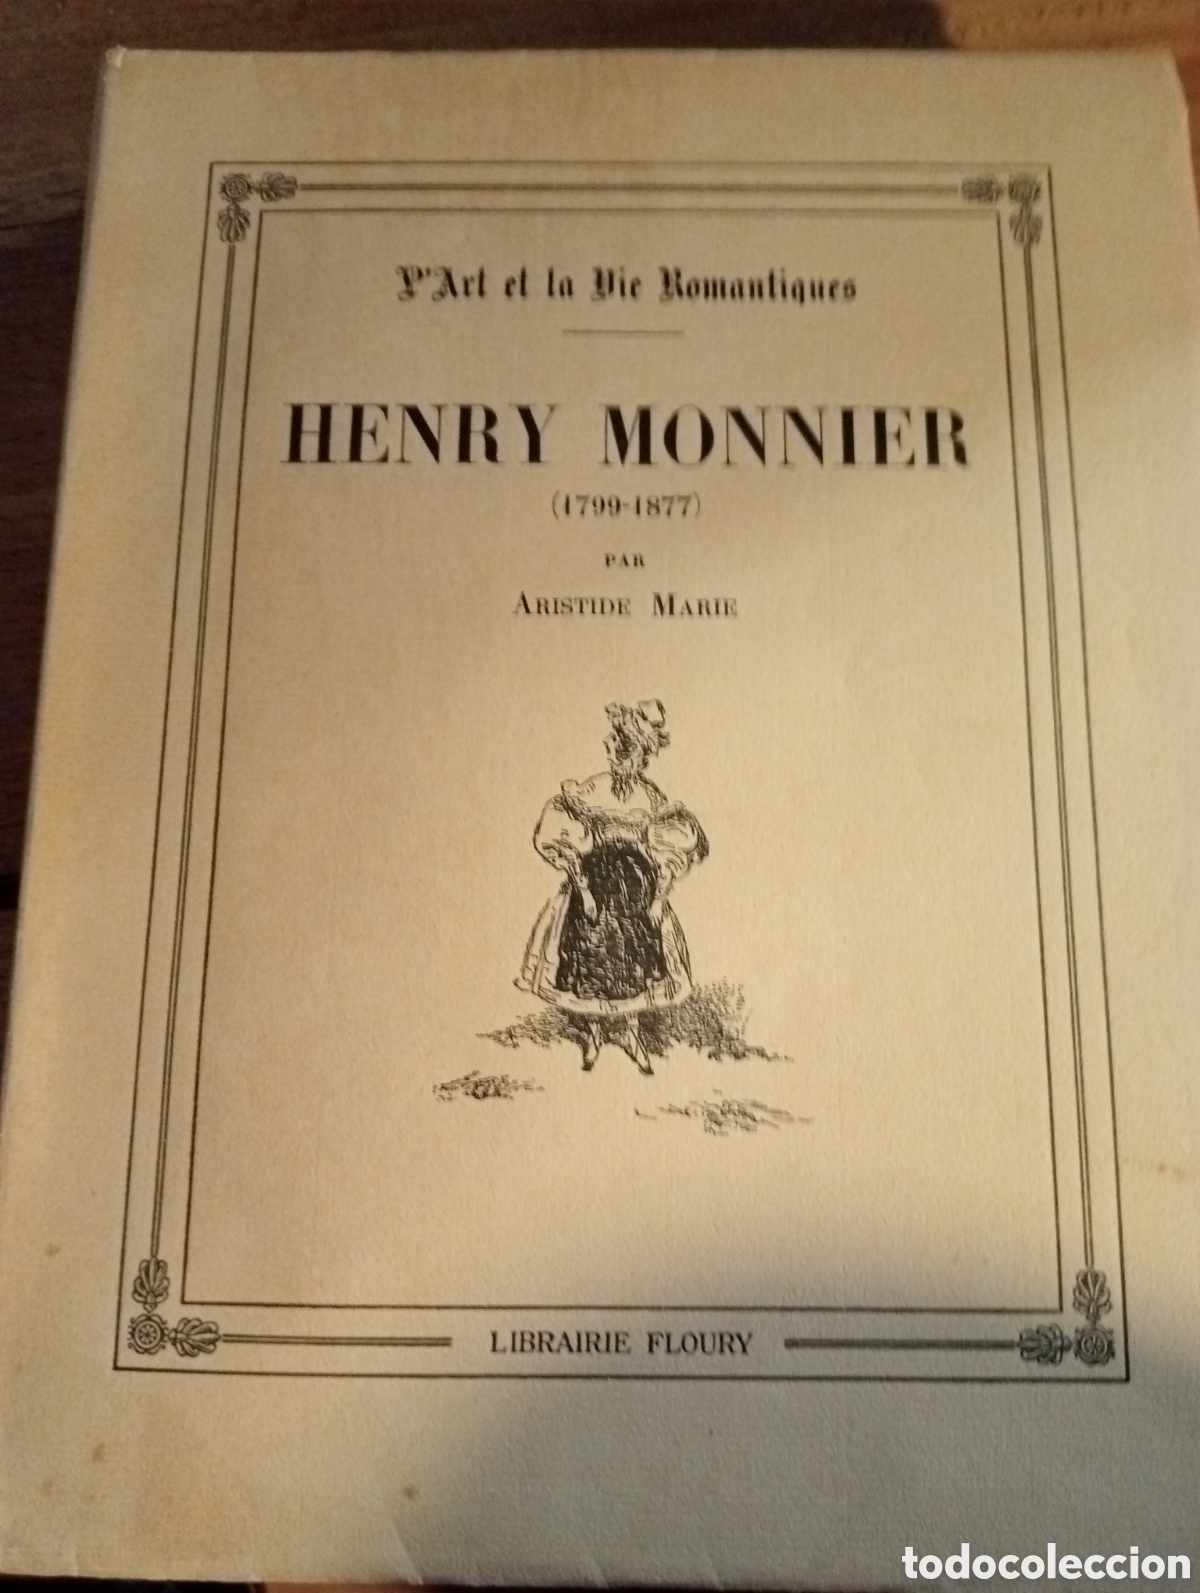 L'Art et la Vie Romantiques
HENRY MONNIER
(1799-1877)
PAR
ARISTIDE MARIE
LIBRAIRIE FLOURY
todocoleccion